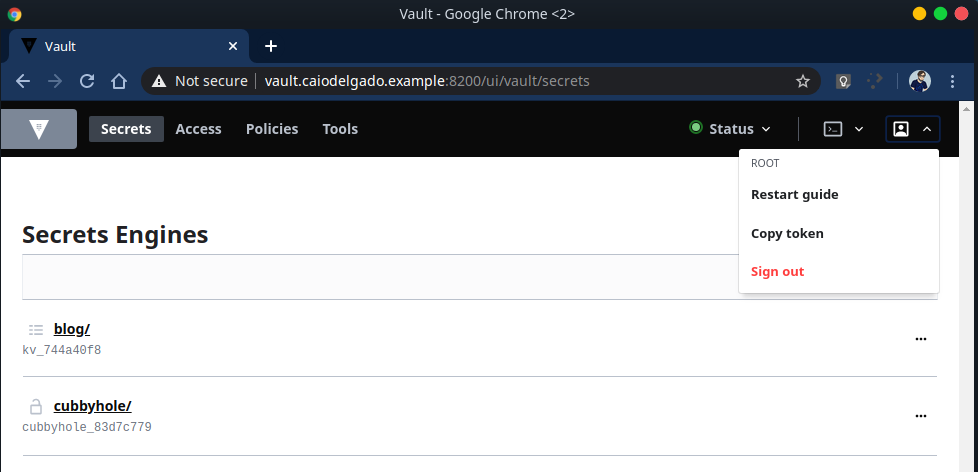 Vault - Google Chrome <2>
Vault
Not secure vault.caiodelgado.example:8200/ui/vault/secrets
Secrets Access Policies Tools Status
ROOT
Restart guide
Copy token
Sign out
Secrets Engines
blog/
kv_744a40f8
cubbyhole/
cubbyhole_83d7c779